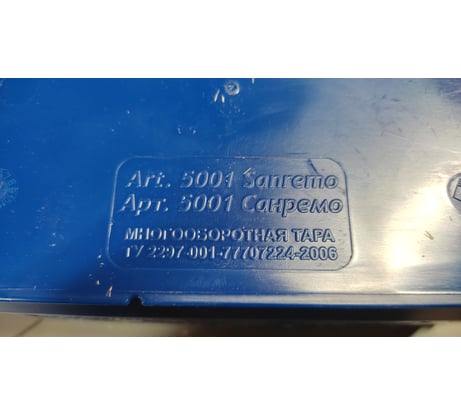 Art. 5001 Sanremo
Арт. 5001 Санремо
МНОГООБОРОТНАЯ ТАРА
ТУ 2297-001-77707224-2006